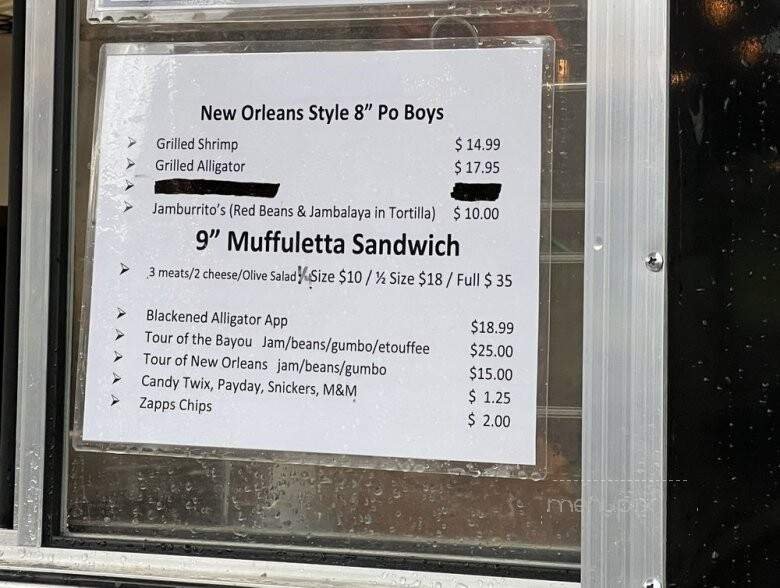 New Orleans Style 8” Po Boys
Grilled Shrimp $ 14.99
Grilled Alligator $ 17.95
Jamburrito’s (Red Beans & Jambalaya in Tortilla) $ 10.00
9” Muffuletta Sandwich
3 meats/2 cheese/Olive Salad ¼ Size $10 / ½ Size $18 / Full $ 35
Blackened Alligator App $18.99
Tour of the Bayou Jam/beans/gumbo/etouffee $25.00
Tour of New Orleans jam/beans/gumbo $15.00
Candy Twix, Payday, Snickers, M&M $ 1.25
Zapps Chips $ 2.00